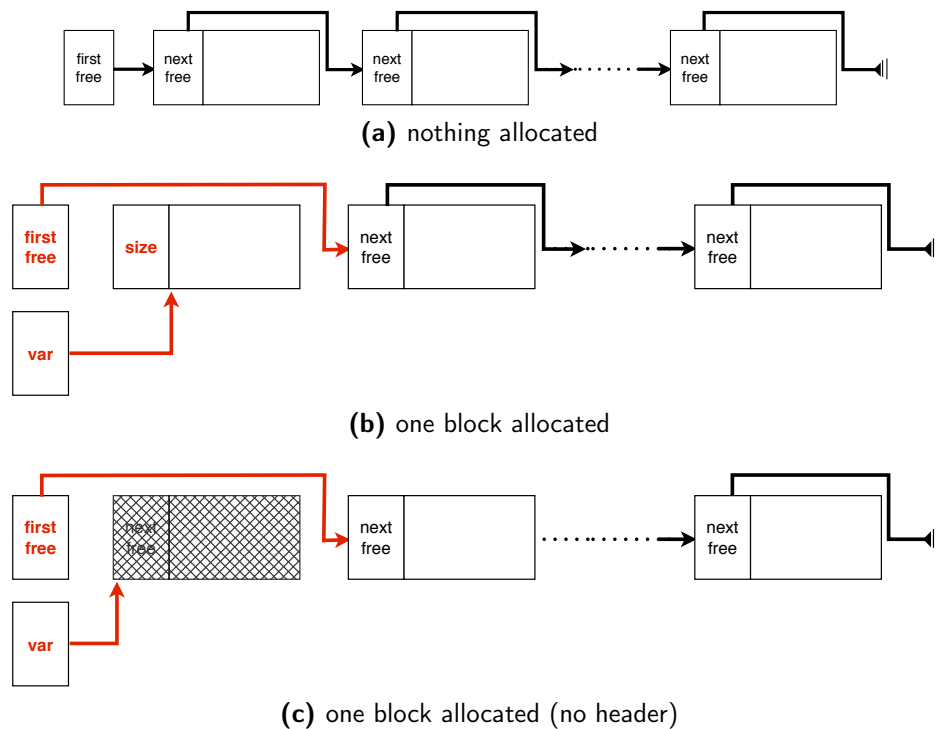 first
free
next
free
next
free
next
free
(a) nothing allocated
first
free
size
next
free
next
free
var
(b) one block allocated
first
free
next
free
next
free
next
free
var
(c) one block allocated (no header)